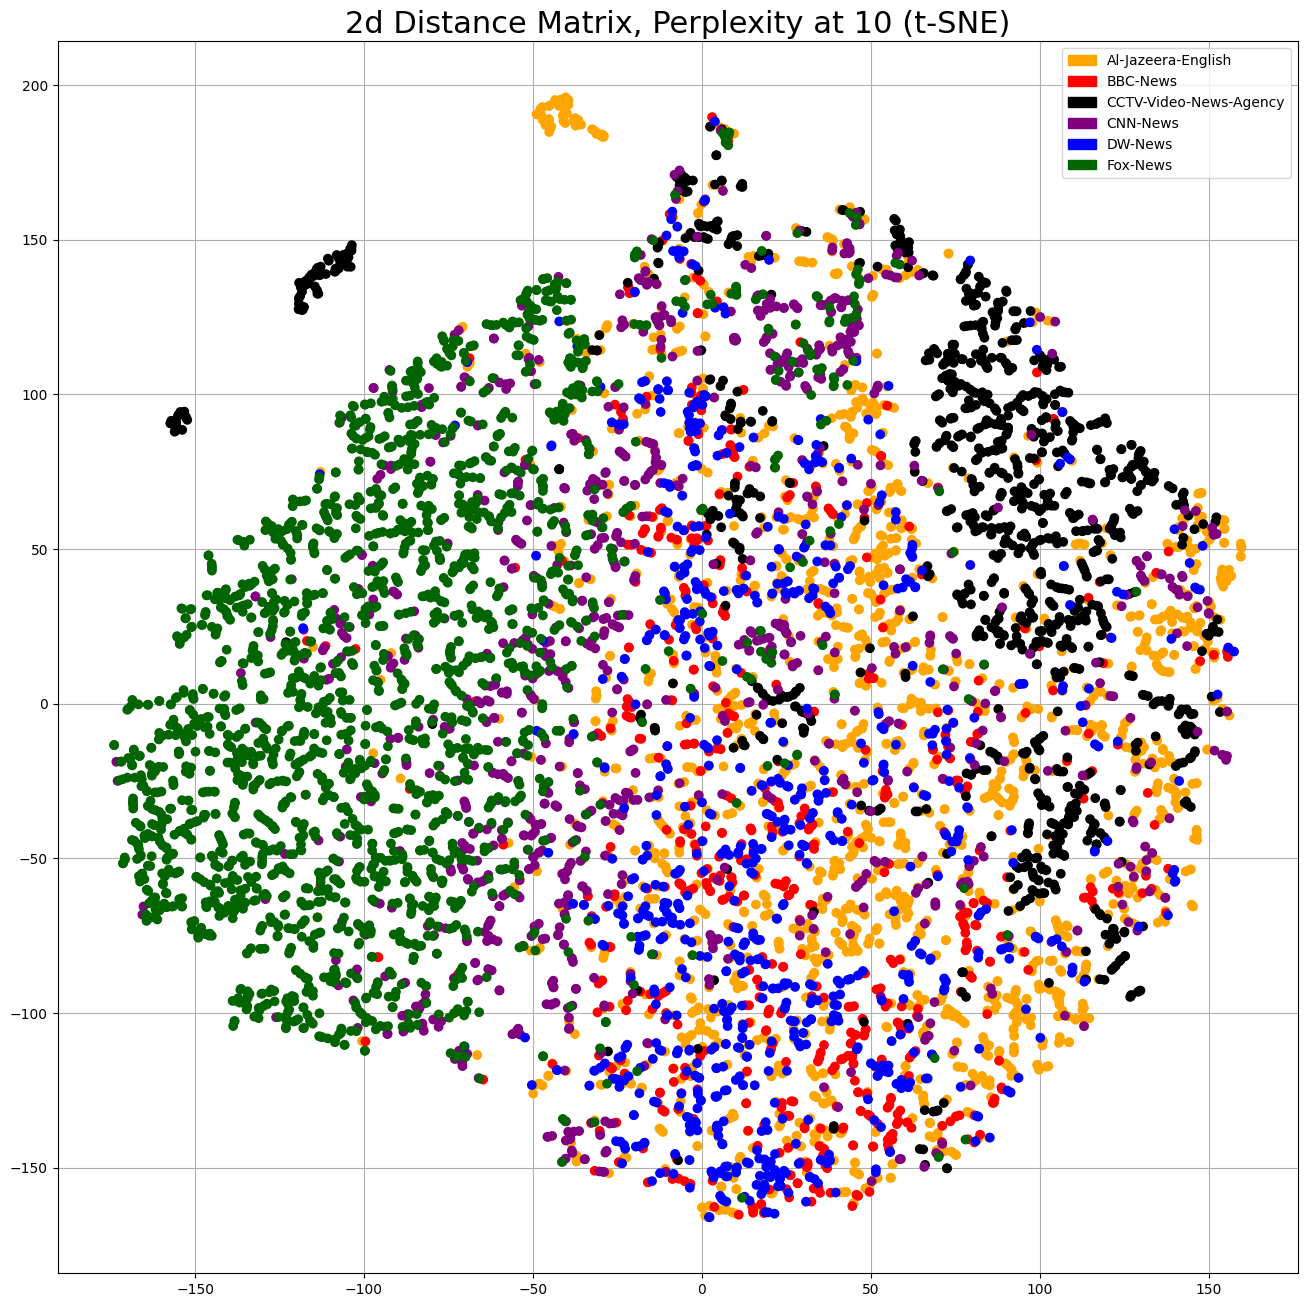 2d Distance Matrix, Perplexity at 10 (t-SNE)
Al-Jazeera-English
BBC-News
CCTV-Video-News-Agency
CNN-News
DW-News
Fox-News
200
150
100
50
0
−50
−100
−150
−150
−100
−50
0
50
100
150